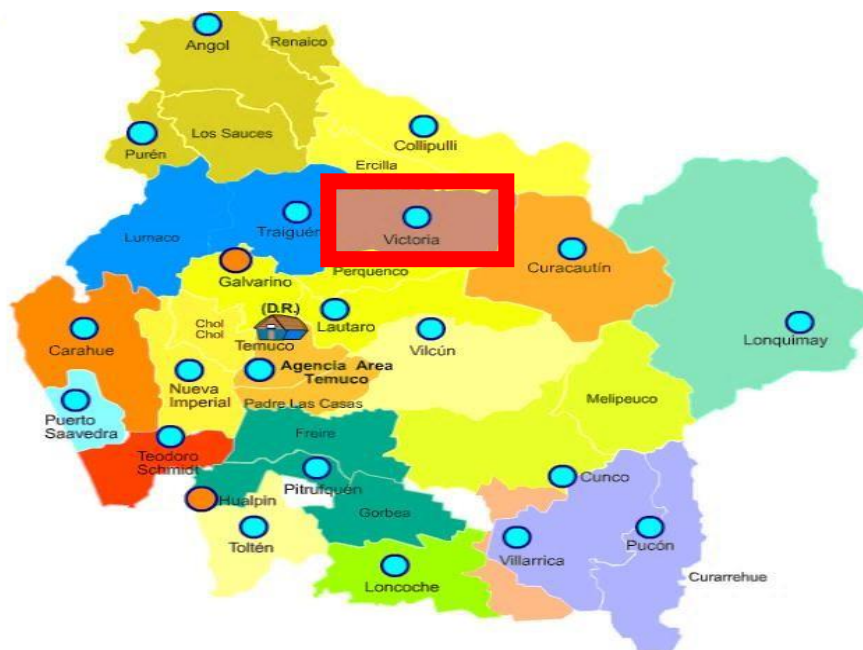 Angol
Renaico
Los Sauces
Purén
Collipulli
Ercilla
Lumaco
Traiguén
Victoria
Curacautín
Perquenco
Galvarino
(D.R.)
Chol
Chol
Lautaro
Temuco
Vilcún
Lonquimay
Carahue
Agencia Area
Temuco
Nueva
Imperial
Padre Las Casas
Melipeuco
Puerto
Saavedra
Freire
Teodoro
Schmidt
Cunco
Pitrufquén
Hualpin
Gorbea
Toltén
Villarrica
Pucón
Curarrehue
Loncoche